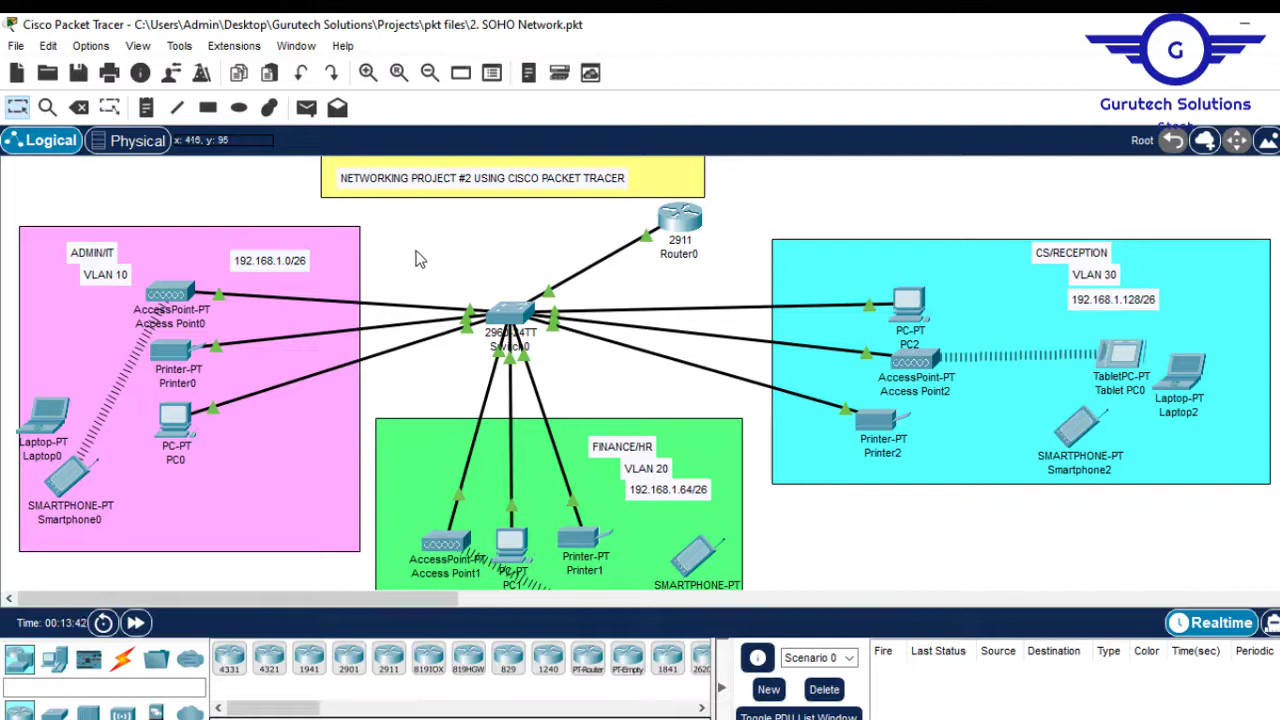 Cisco Packet Tracer - C:\Users\Admin\Desktop\Gurutech Solutions\Projects\pkt files\2. SOHO Network.pkt
File Edit Options View Tools Extensions Window Help
G
Gurutech Solutions
Logical Physical x: 416, y: 95 Root
NETWORKING PROJECT #2 USING CISCO PACKET TRACER
2911
Router0
ADMIN/IT
VLAN 10
192.168.1.0/26
AccessPoint-PT
Access Point0
Printer-PT
Printer0
PC-PT
PC0
Laptop-PT
Laptop0
SMARTPHONE-PT
Smartphone0
CS/RECEPTION
VLAN 30
192.168.1.128/26
PC-PT
PC2
AccessPoint-PT
Access Point2
TabletPC-PT
Tablet PC0
Laptop-PT
Laptop2
Printer-PT
Printer2
SMARTPHONE-PT
Smartphone2
FINANCE/HR
VLAN 20
192.168.1.64/26
AccessPoint-PT
Access Point1
PC-PT
PC1
Printer-PT
Printer1
SMARTPHONE-PT
Time: 00:13:42 Realtime
4331 4321 1941 2901 2911 819IOX 819HGW 829 1240 PT-Router PT-Empty 1841
Scenario 0
New Delete
Toggle PDU List Window
Fire Last Status Source Destination Type Color Time(sec) Periodic